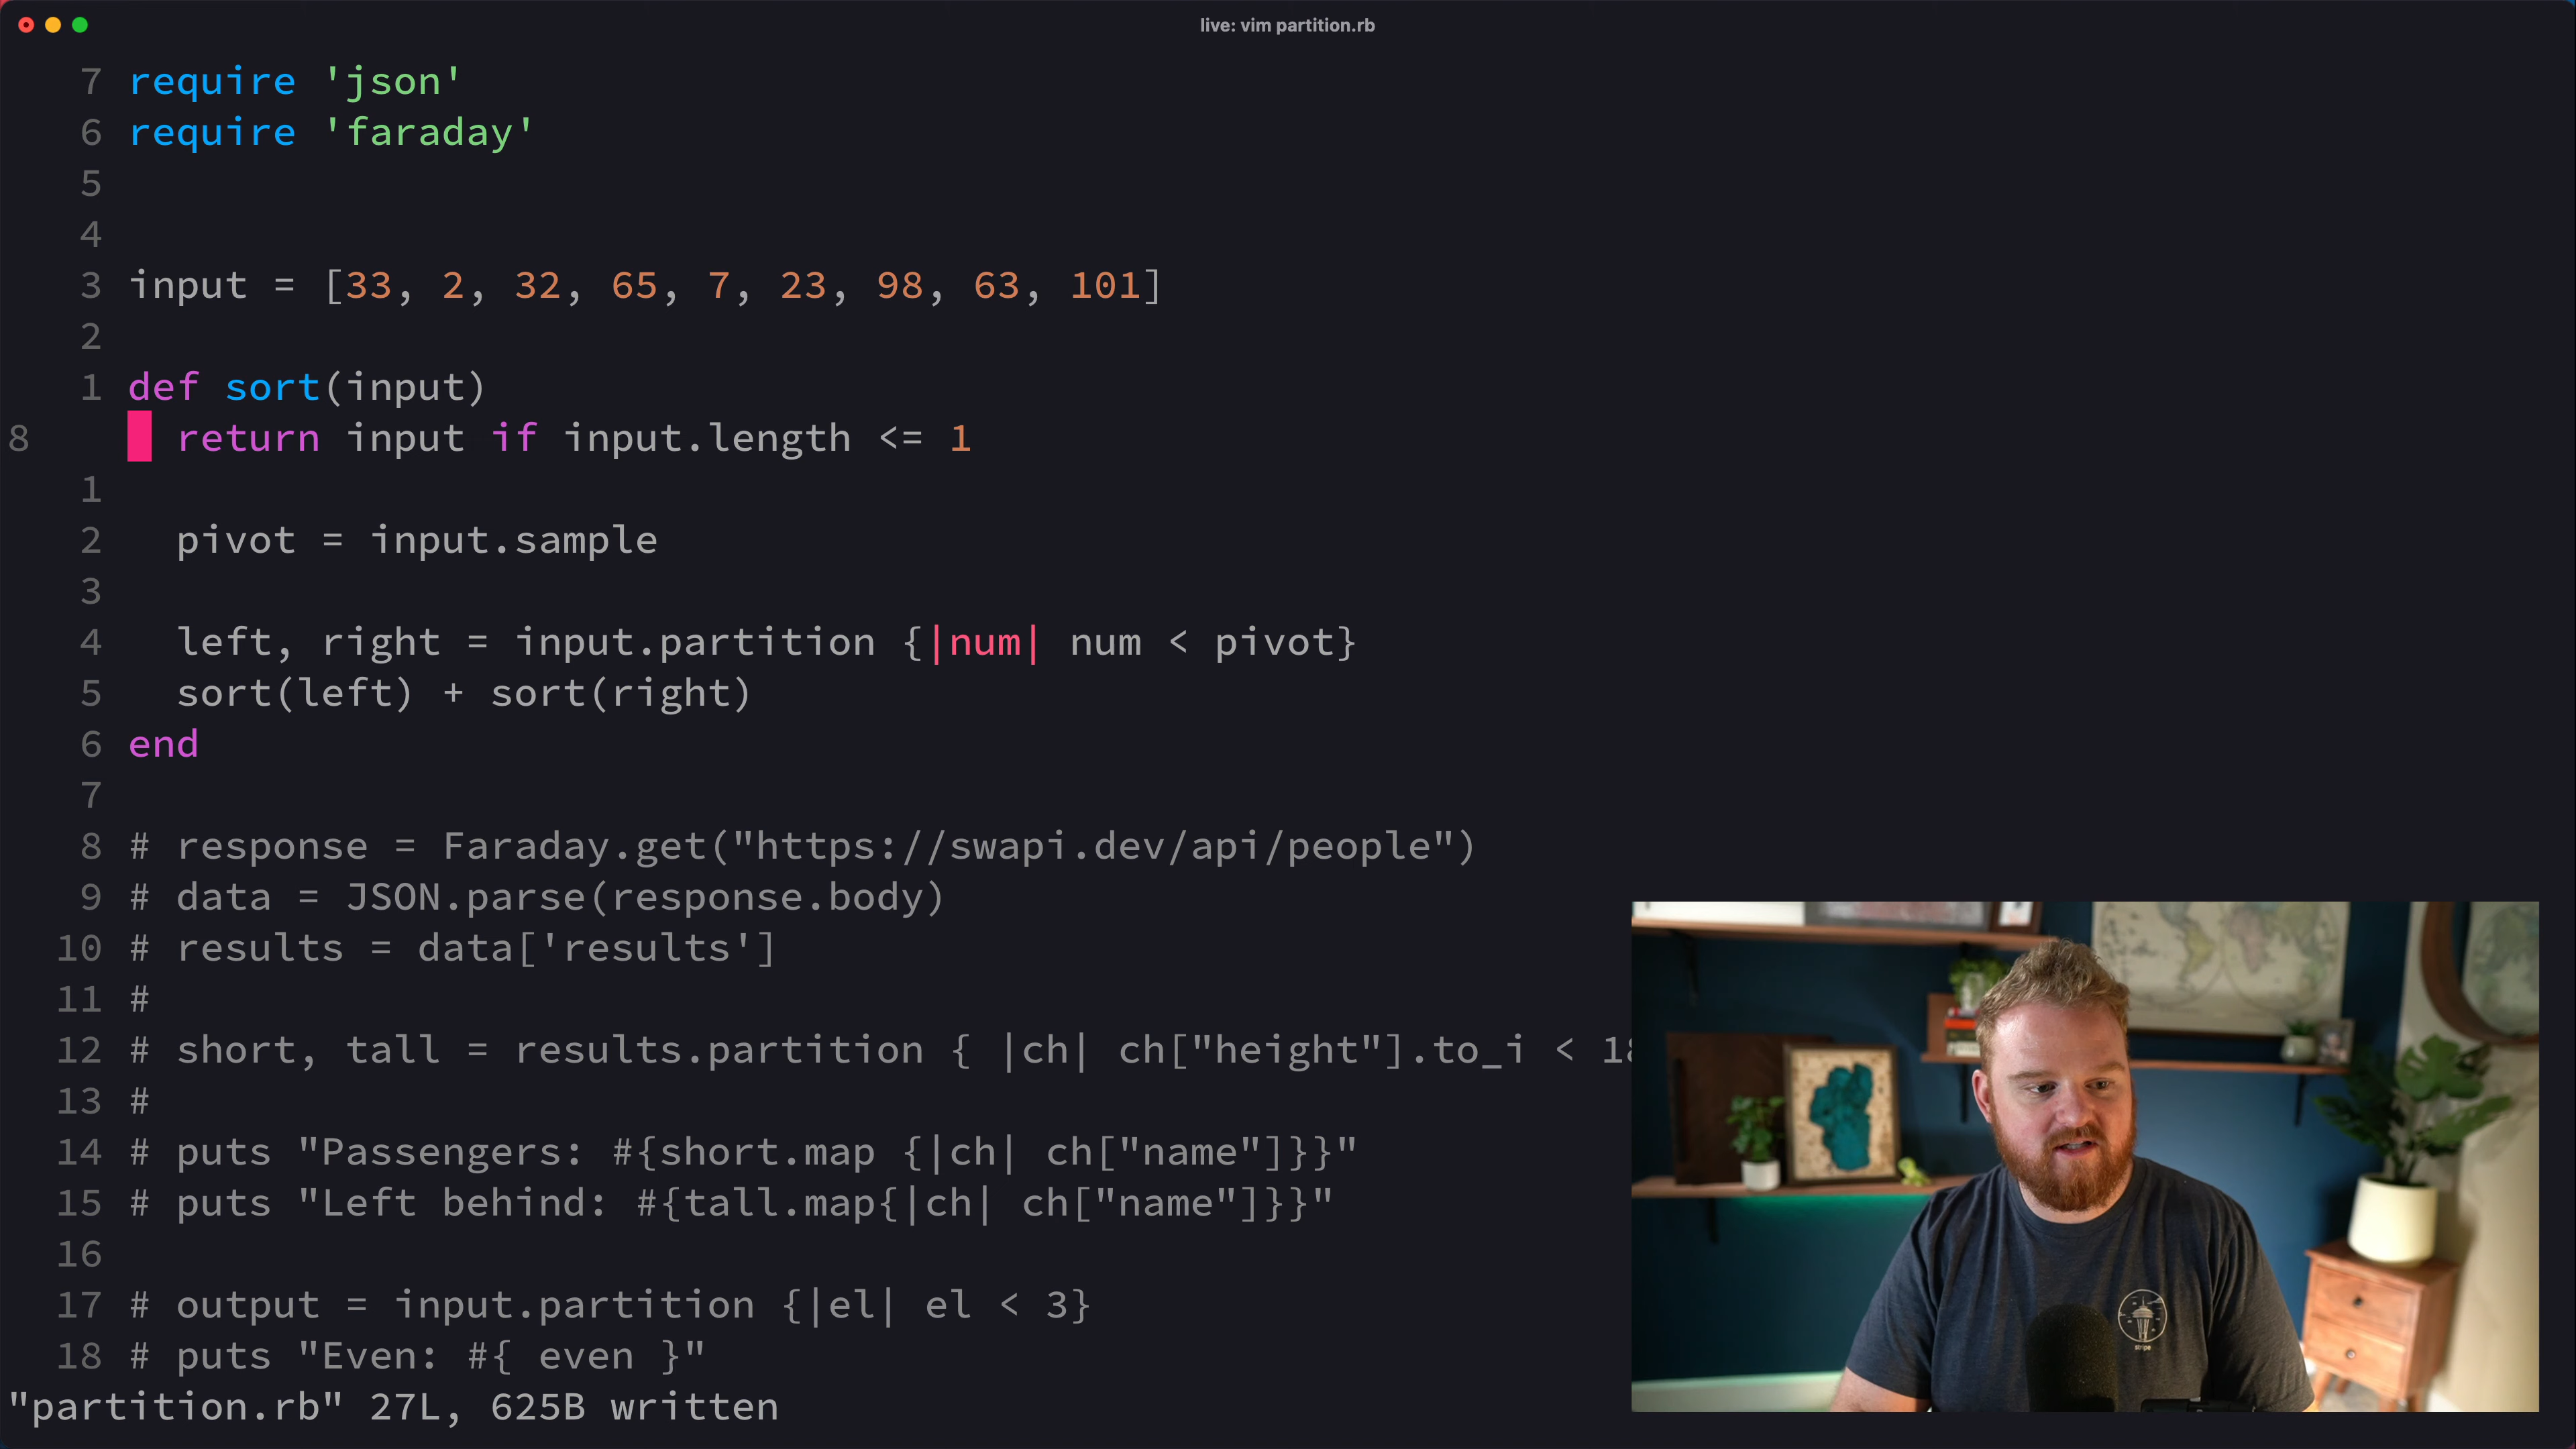 live: vim partition.rb
7 require 'json'
6 require 'faraday'
5
4
3 input = [33, 2, 32, 65, 7, 23, 98, 63, 101]
2
1 def sort(input)
8 return input if input.length <= 1
1
2 pivot = input.sample
3
4 left, right = input.partition {|num| num < pivot}
5 sort(left) + sort(right)
6 end
7
8 # response = Faraday.get("https://swapi.dev/api/people")
9 # data = JSON.parse(response.body)
10 # results = data['results']
11 #
12 # short, tall = results.partition { |ch| ch["height"].to_i < 18
13 #
14 # puts "Passengers: #{short.map {|ch| ch["name"]}}"
15 # puts "Left behind: #{tall.map{|ch| ch["name"]}}"
16
17 # output = input.partition {|el| el < 3}
18 # puts "Even: #{ even }"
"partition.rb" 27L, 625B written
stripe